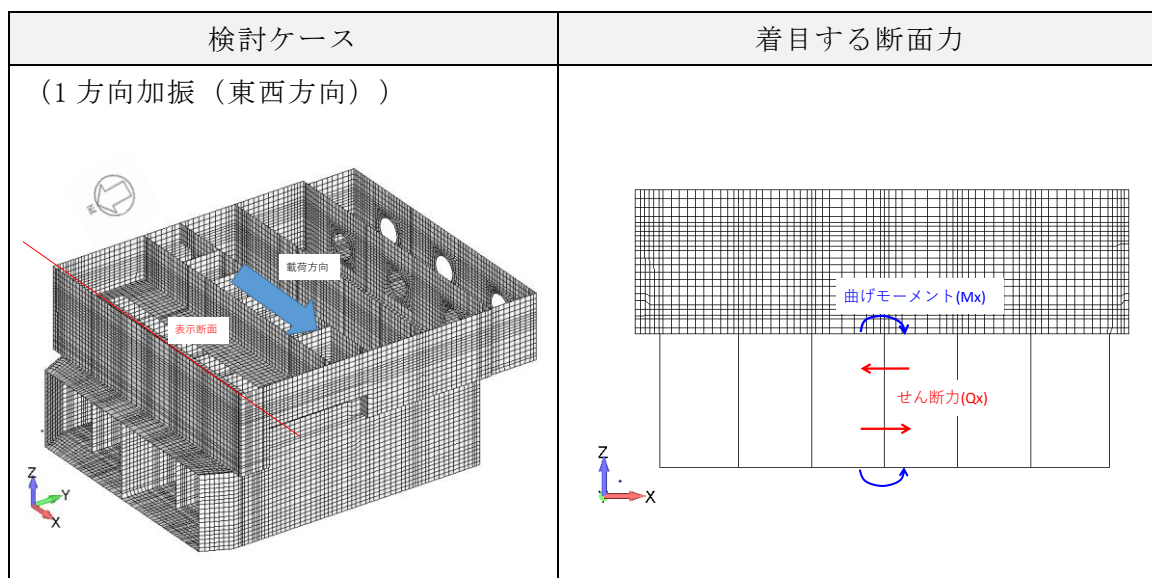 検討ケース
着目する断面力
(1 方向加振（東西方向）)
載荷方向
表示断面
Z
Y
X
曲げモーメント(Mx)
せん断力(Qx)
Z
X